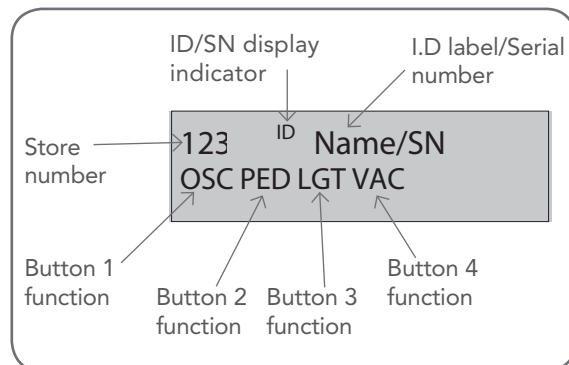 ID/SN display
indicator
I.D label/Serial
number
Store
number
123 ID Name/SN
OSC PED LGT VAC
Button 1
function
Button 2
function
Button 3
function
Button 4
function